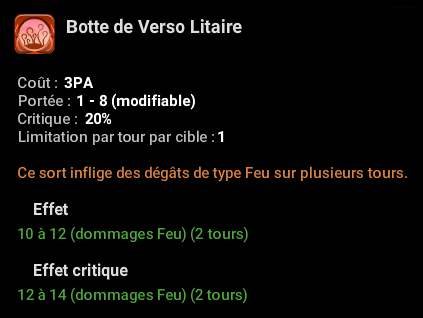 Botte de Verso Litaire
Coût : 3PA
Portée : 1 - 8 (modifiable)
Critique : 20%
Limitation par tour par cible : 1
Ce sort inflige des dégâts de type Feu sur plusieurs tours.
Effet
10 à 12 (dommages Feu) (2 tours)
Effet critique
12 à 14 (dommages Feu) (2 tours)